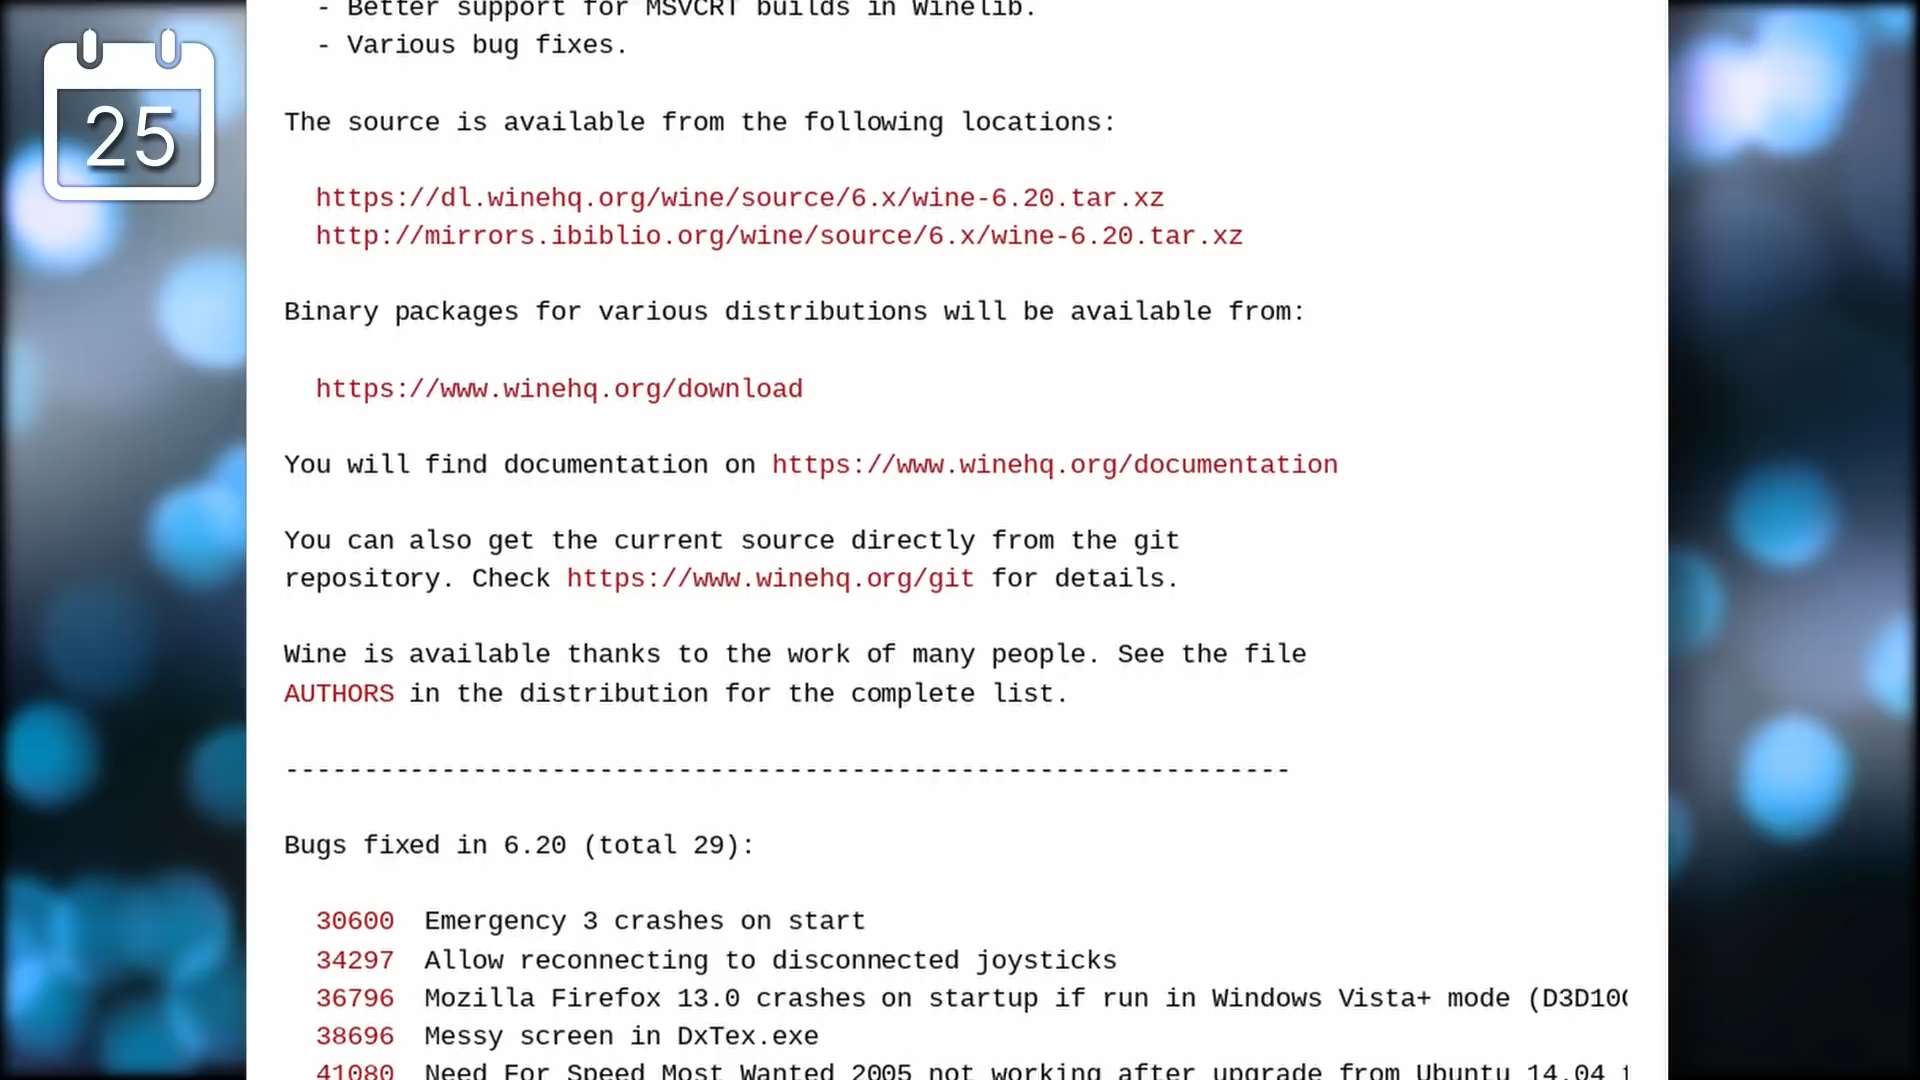 - Better support for MSVCRT builds in Winelib.
- Various bug fixes.
25
The source is available from the following locations:
https://dl.winehq.org/wine/source/6.x/wine-6.20.tar.xz
http://mirrors.ibiblio.org/wine/source/6.x/wine-6.20.tar.xz
Binary packages for various distributions will be available from:
https://www.winehq.org/download
You will find documentation on https://www.winehq.org/documentation
You can also get the current source directly from the git
repository. Check https://www.winehq.org/git for details.
Wine is available thanks to the work of many people. See the file
AUTHORS in the distribution for the complete list.
----------------------------------------------------------------
Bugs fixed in 6.20 (total 29):
30600 Emergency 3 crashes on start
34297 Allow reconnecting to disconnected joysticks
36796 Mozilla Firefox 13.0 crashes on startup if run in Windows Vista+ mode
38696 Messy screen in DxTex.exe
41080 Need For Speed Most Wanted 2005 not working after upgrade from Ubuntu 14.04